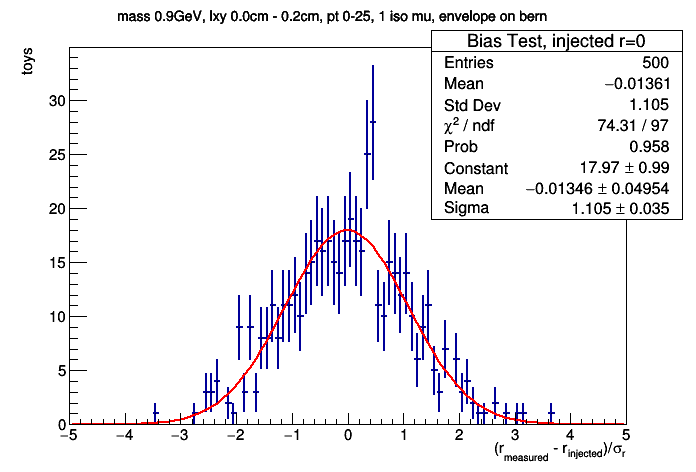 mass 0.9GeV, lxy 0.0cm - 0.2cm, pt 0-25, 1 iso mu, envelope on bern
Bias Test, injected r=0
Entries 500
Mean −0.01361
Std Dev 1.105
χ² / ndf 74.31 / 97
Prob 0.958
Constant 17.97 ± 0.99
Mean −0.01346 ± 0.04954
Sigma 1.105 ± 0.035
toys
30
25
20
15
10
5
0
−5 −4 −3 −2 −1 0 1 2 3 4 5
(r_measured - r_injected)/σ_r